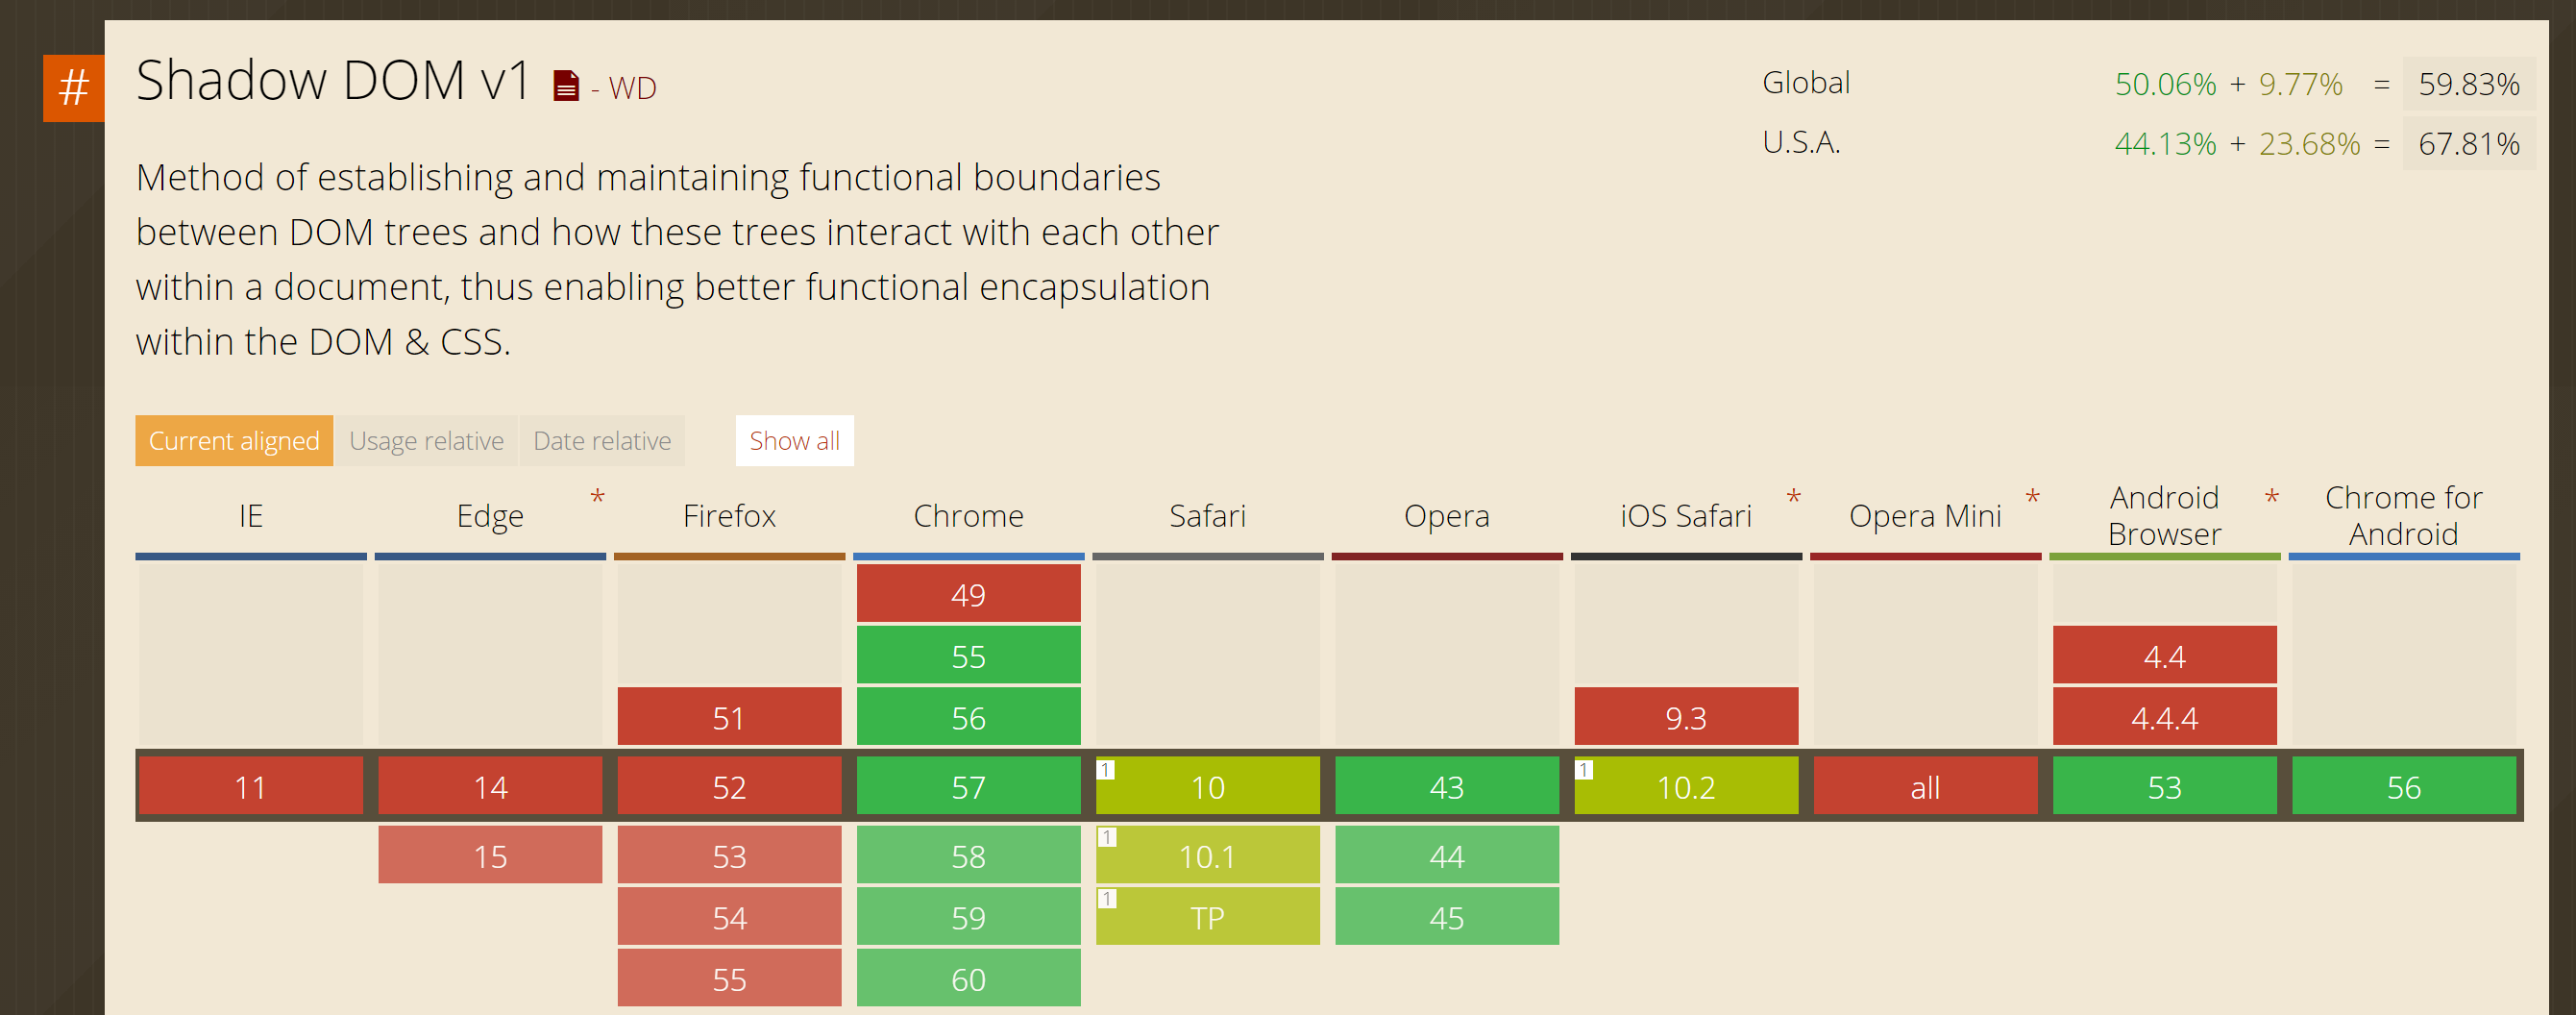 # Shadow DOM v1 - WD
Global 50.06% + 9.77% = 59.83%
U.S.A. 44.13% + 23.68% = 67.81%
Method of establishing and maintaining functional boundaries
between DOM trees and how these trees interact with each other
within a document, thus enabling better functional encapsulation
within the DOM & CSS.
Current aligned Usage relative Date relative Show all
IE Edge * Firefox Chrome Safari Opera iOS Safari * Opera Mini * Android Browser * Chrome for Android
49
55 4.4
51 56 9.3 4.4.4
11 14 52 57 1 10 43 1 10.2 all 53 56
15 53 58 1 10.1 44
54 59 1 TP 45
55 60